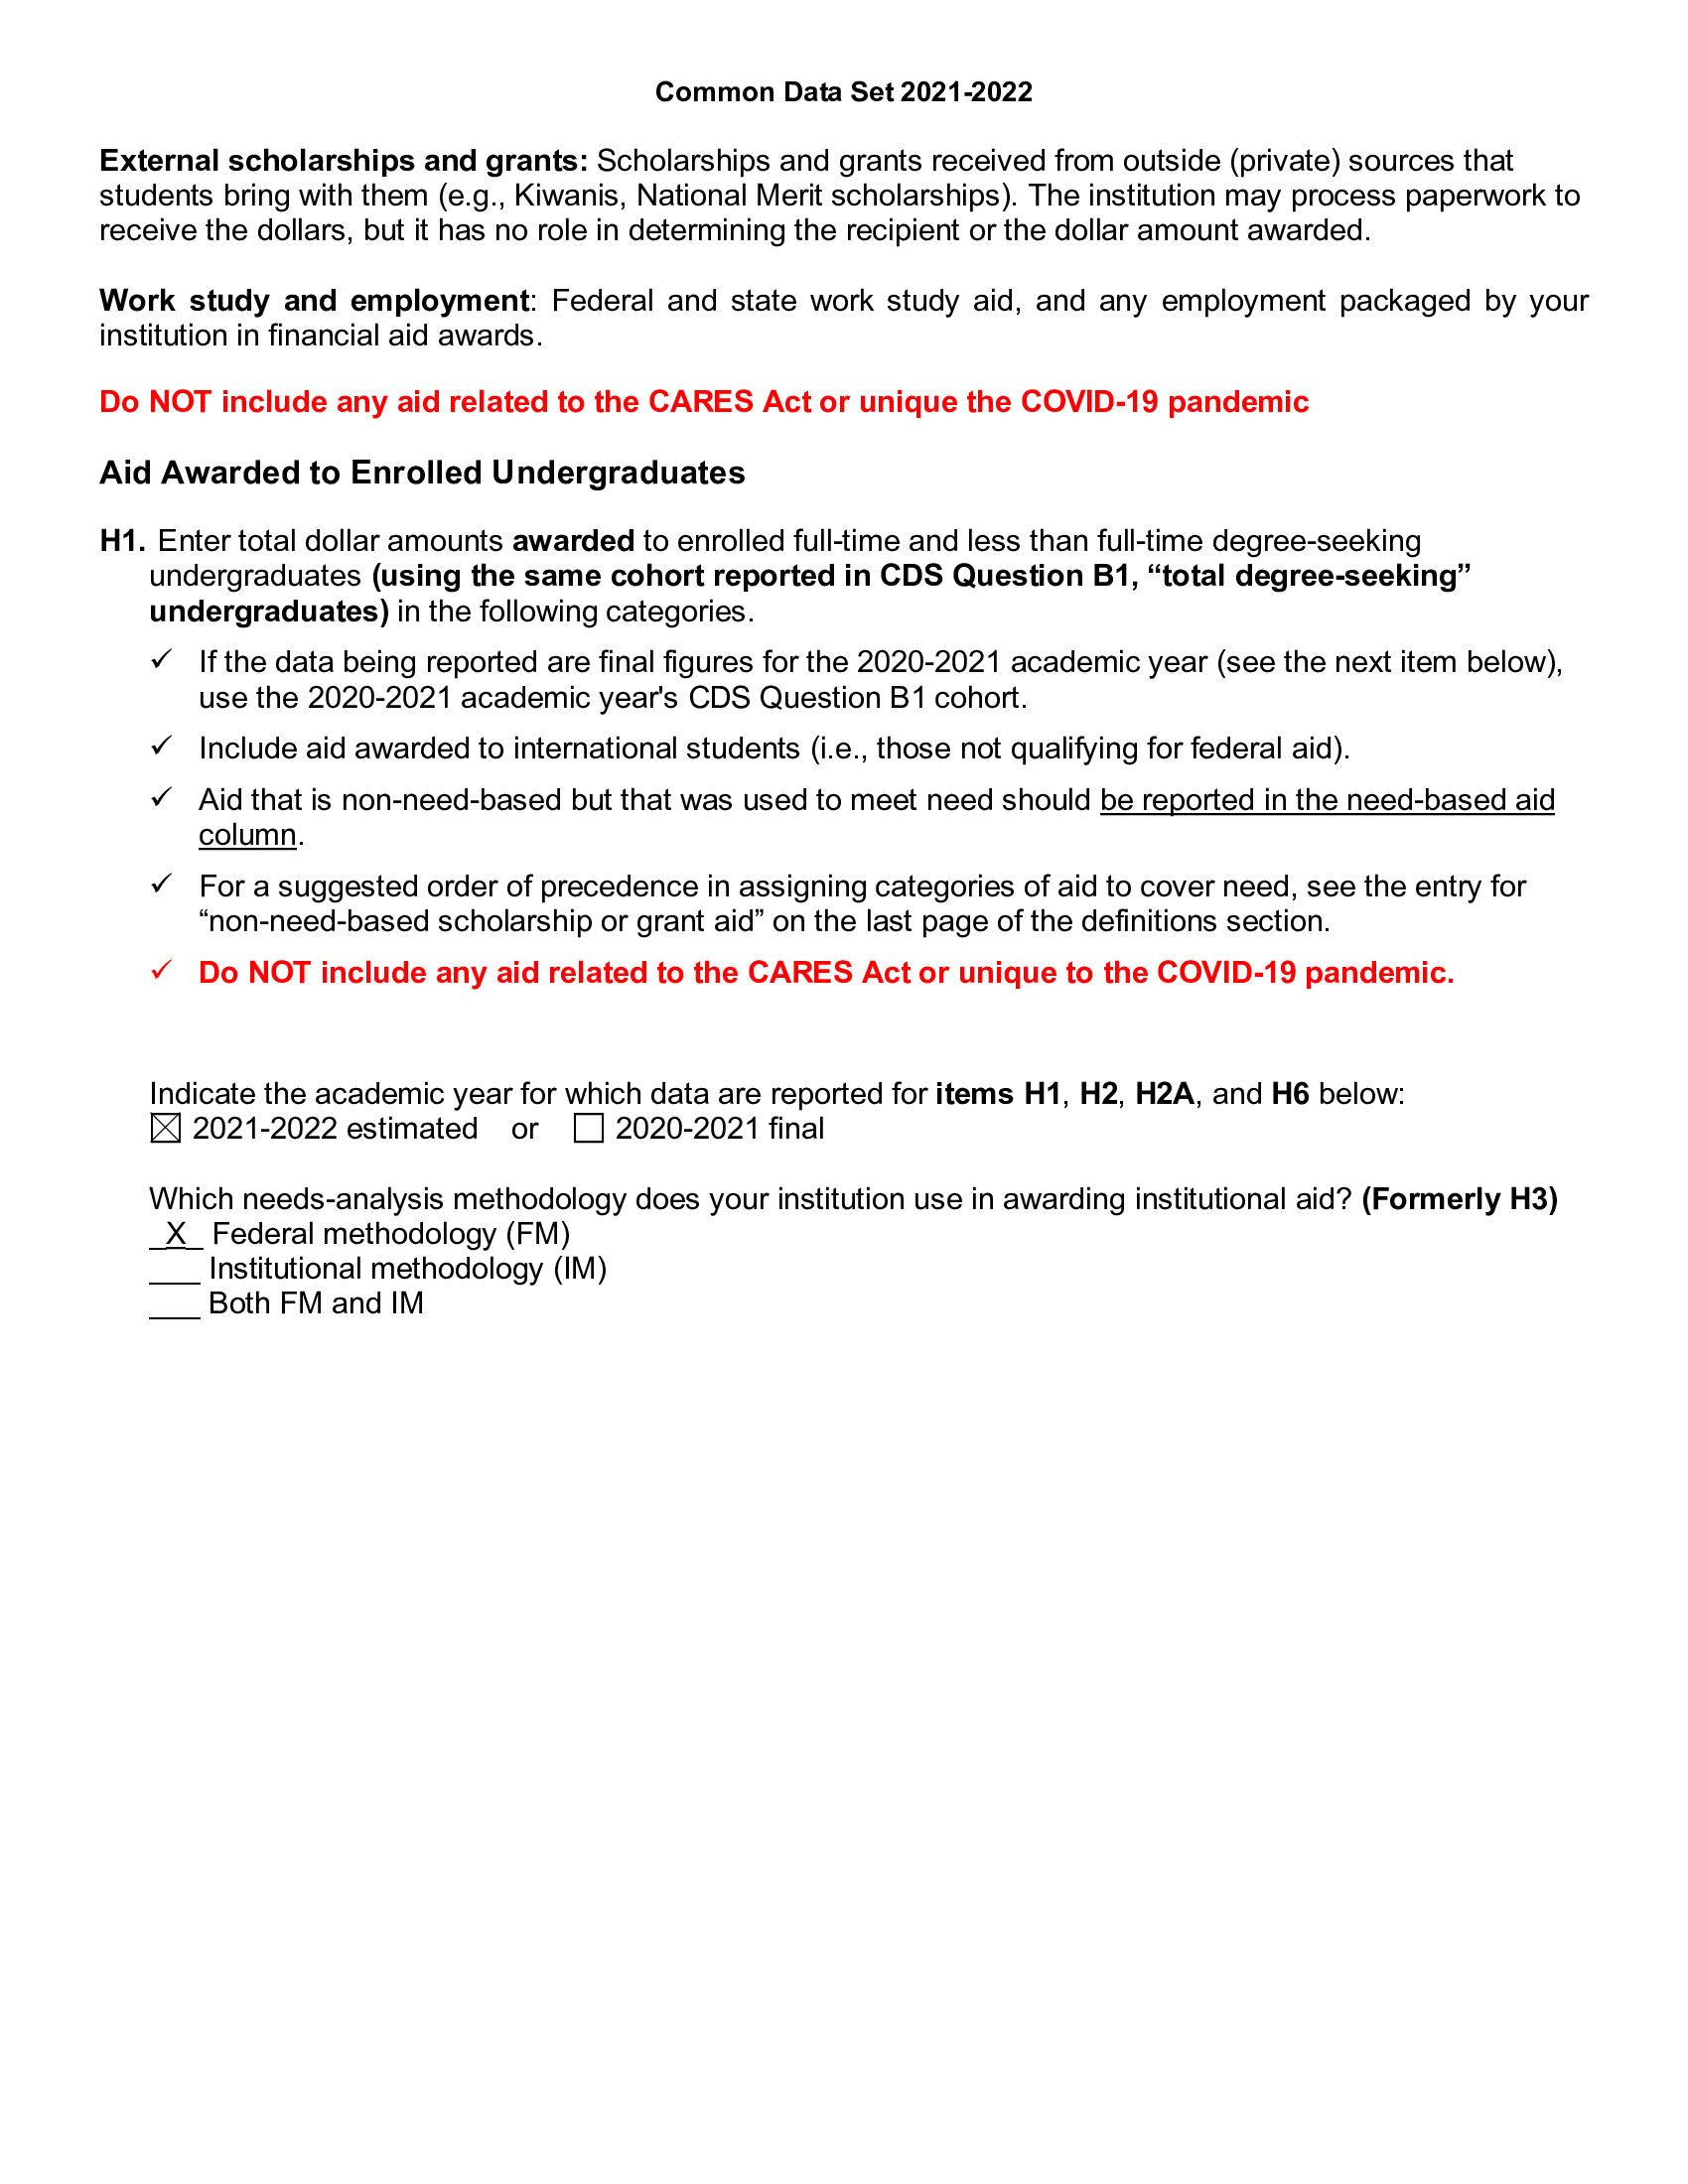 Common Data Set 2021-2022
External scholarships and grants: Scholarships and grants received from outside (private) sources that
students bring with them (e.g., Kiwanis, National Merit scholarships). The institution may process paperwork to
receive the dollars, but it has no role in determining the recipient or the dollar amount awarded.
Work study and employment: Federal and state work study aid, and any employment packaged by your
institution in financial aid awards.
Do NOT include any aid related to the CARES Act or unique the COVID-19 pandemic
Aid Awarded to Enrolled Undergraduates
H1. Enter total dollar amounts awarded to enrolled full-time and less than full-time degree-seeking
undergraduates (using the same cohort reported in CDS Question B1, “total degree-seeking”
undergraduates) in the following categories.
✓ If the data being reported are final figures for the 2020-2021 academic year (see the next item below),
use the 2020-2021 academic year's CDS Question B1 cohort.
✓ Include aid awarded to international students (i.e., those not qualifying for federal aid).
✓ Aid that is non-need-based but that was used to meet need should be reported in the need-based aid
column.
✓ For a suggested order of precedence in assigning categories of aid to cover need, see the entry for
“non-need-based scholarship or grant aid” on the last page of the definitions section.
✓ Do NOT include any aid related to the CARES Act or unique to the COVID-19 pandemic.
Indicate the academic year for which data are reported for items H1, H2, H2A, and H6 below:
☒ 2021-2022 estimated or ☐ 2020-2021 final
Which needs-analysis methodology does your institution use in awarding institutional aid? (Formerly H3)
_X_ Federal methodology (FM)
___ Institutional methodology (IM)
___ Both FM and IM